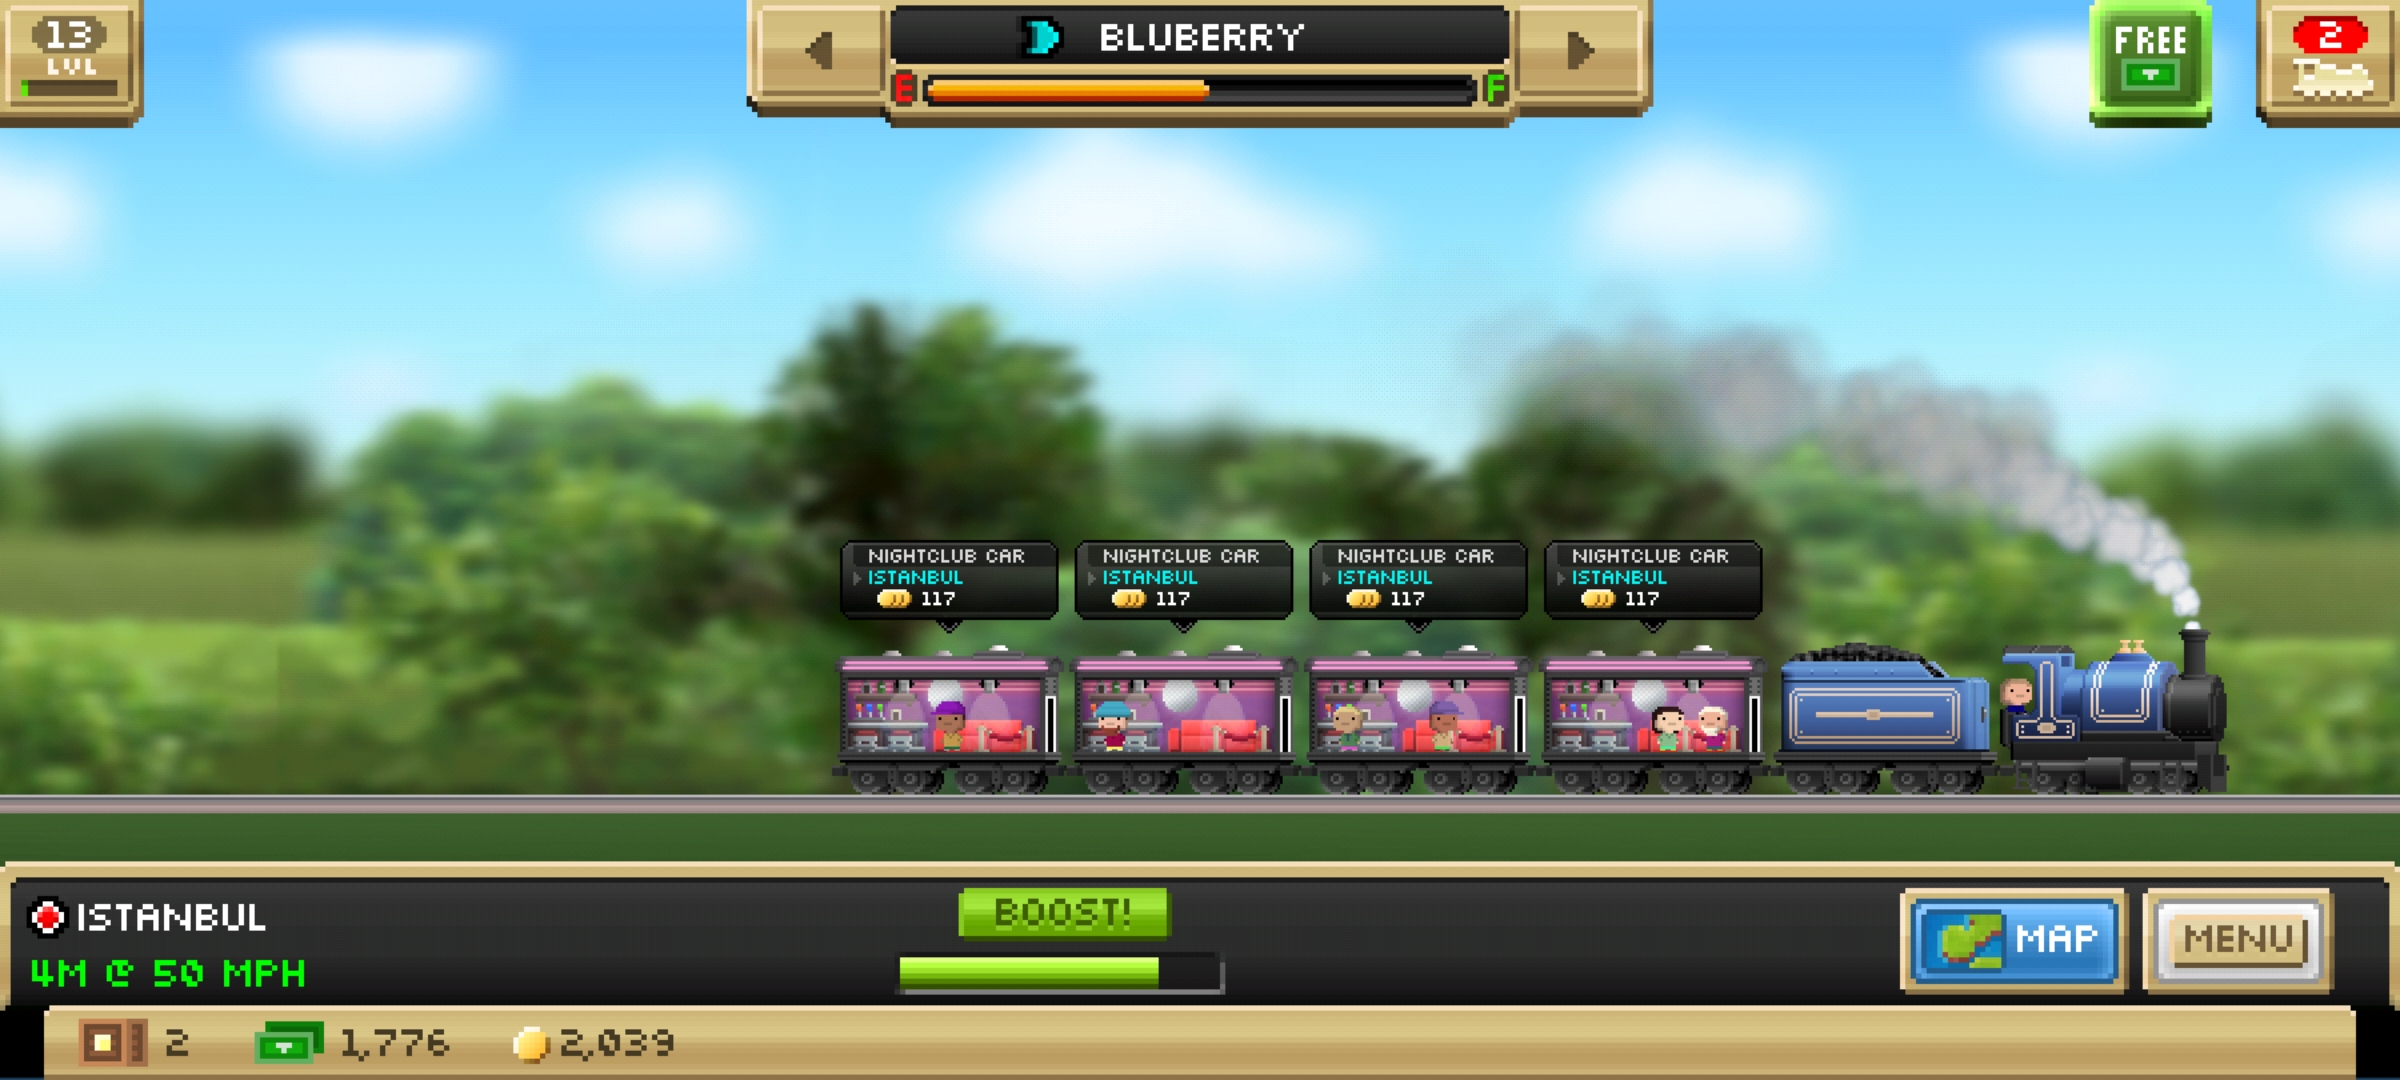 13
LVL
BLUBERRY
E F
FREE
2
NIGHTCLUB CAR
ISTANBUL
117
NIGHTCLUB CAR
ISTANBUL
117
NIGHTCLUB CAR
ISTANBUL
117
NIGHTCLUB CAR
ISTANBUL
117
ISTANBUL
4M @ 50 MPH
BOOST!
MAP
MENU
2
1,776
2,039